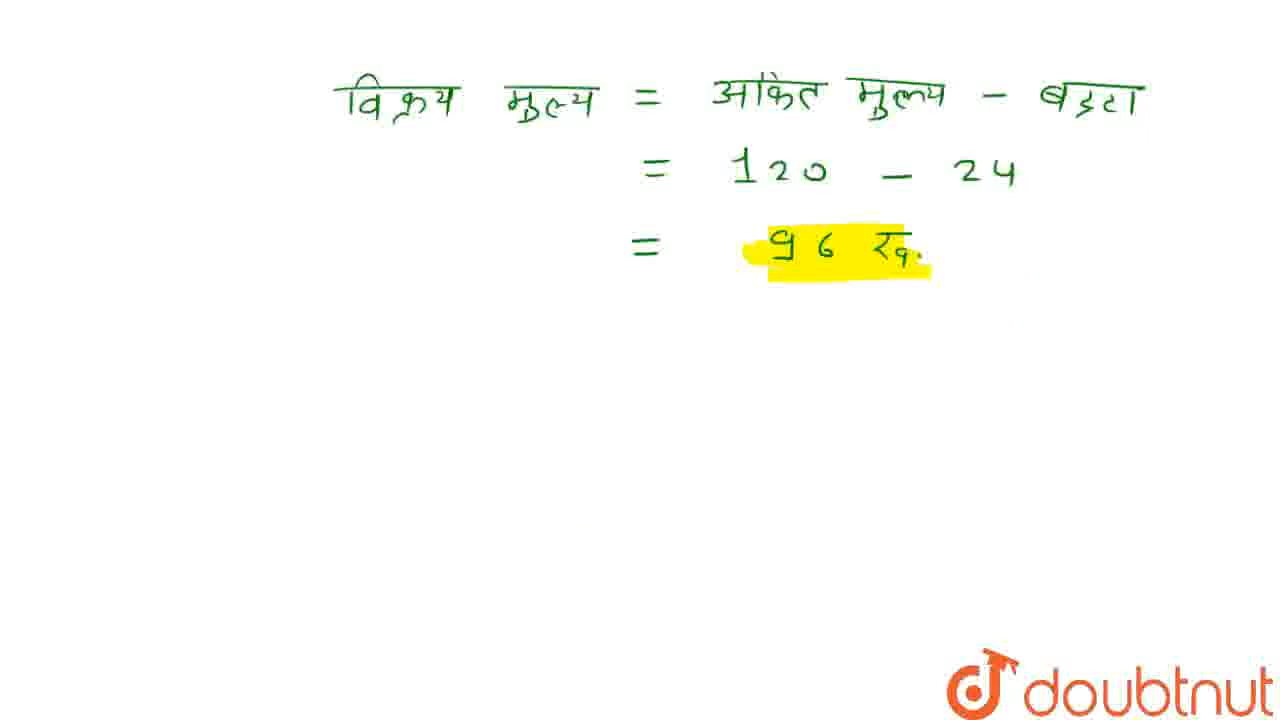 विक्रय मुल्य = अंकित मुल्य - बट्टा
= 120 - 24
= 96 रु.
doubtnut